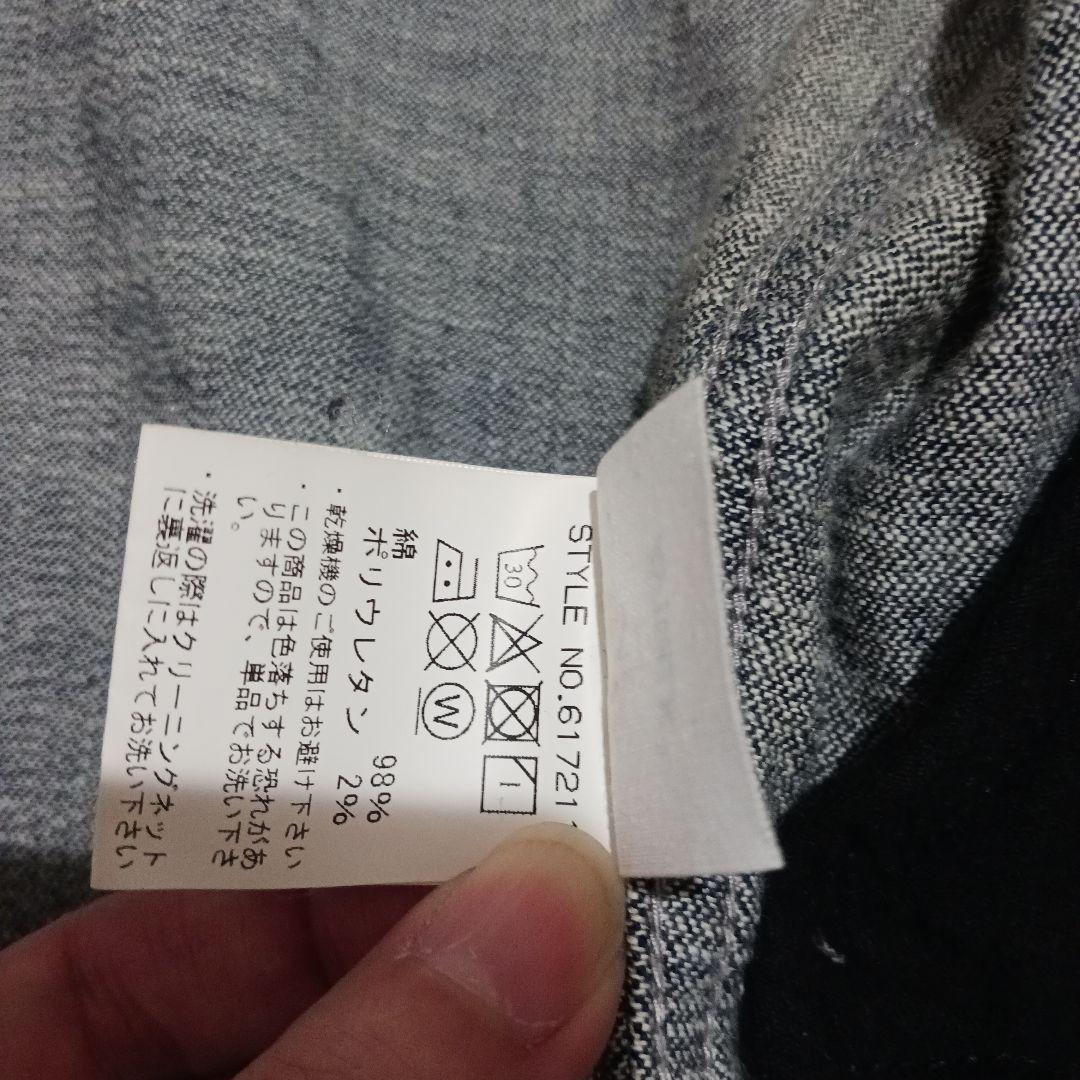 STYLE NO.617211
30
W
綿 98%
ポリウレタン 2%
・乾燥機のご使用はお避け下さい
・この商品は色落ちする恐れがあ
りますので、単品でお洗い下さ
い。
・洗濯の際はクリーニングネット
に裏返しに入れてお洗い下さい